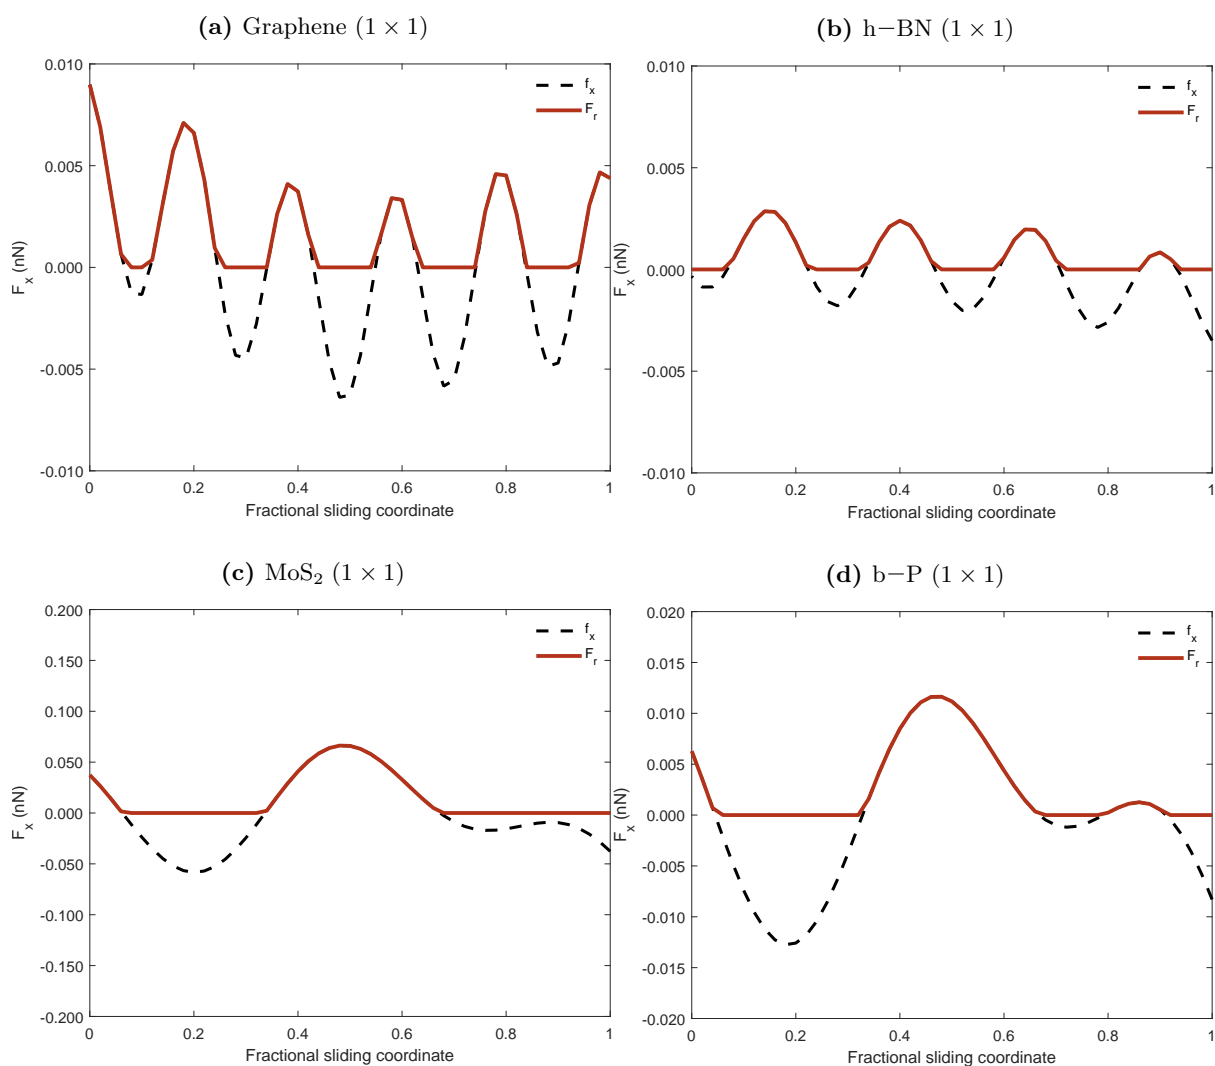 (a) Graphene (1 × 1)
0.010
0.005
0.000
-0.005
-0.010
F_x (nN)
f_x
F_r
0 0.2 0.4 0.6 0.8 1
Fractional sliding coordinate
(b) h−BN (1 × 1)
0.010
0.005
0.000
-0.005
-0.010
F_x (nN)
f_x
F_r
0 0.2 0.4 0.6 0.8 1
Fractional sliding coordinate
(c) MoS₂ (1 × 1)
0.200
0.150
0.100
0.050
0.000
-0.050
-0.100
-0.150
-0.200
F_x (nN)
f_x
F_r
0 0.2 0.4 0.6 0.8 1
Fractional sliding coordinate
(d) b−P (1 × 1)
0.020
0.015
0.010
0.005
0.000
-0.005
-0.010
-0.015
-0.020
F_x (nN)
f_x
F_r
0 0.2 0.4 0.6 0.8 1
Fractional sliding coordinate